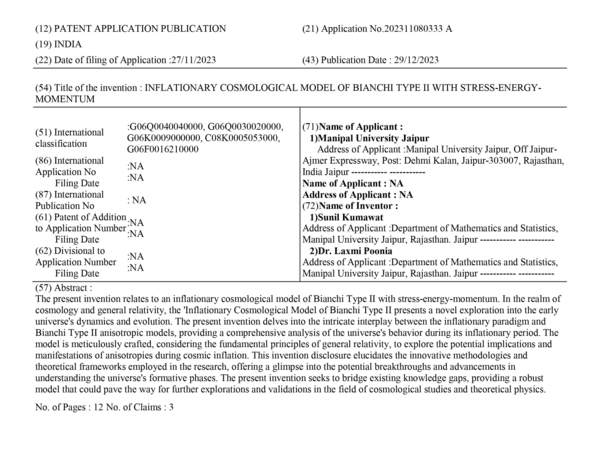 (12) PATENT APPLICATION PUBLICATION
(21) Application No.202311080333 A
(19) INDIA
(22) Date of filing of Application :27/11/2023
(43) Publication Date : 29/12/2023
(54) Title of the invention : INFLATIONARY COSMOLOGICAL MODEL OF BIANCHI TYPE II WITH STRESS-ENERGY-
MOMENTUM
(51) International
classification
:G06Q0040040000, G06Q0030020000,
G06K0009000000, C08K0005053000,
G06F0016210000
(86) International
Application No
Filing Date
:NA
:NA
(87) International
Publication No
: NA
(61) Patent of Addition
to Application Number
Filing Date
:NA
:NA
(62) Divisional to
Application Number
Filing Date
:NA
:NA
(71)Name of Applicant :
1)Manipal University Jaipur
Address of Applicant :Manipal University Jaipur, Off Jaipur-
Ajmer Expressway, Post: Dehmi Kalan, Jaipur-303007, Rajasthan,
India Jaipur ----------- -----------
Name of Applicant : NA
Address of Applicant : NA
(72)Name of Inventor :
1)Sunil Kumawat
Address of Applicant :Department of Mathematics and Statistics,
Manipal University Jaipur, Rajasthan. Jaipur ----------- -----------
2)Dr. Laxmi Poonia
Address of Applicant :Department of Mathematics and Statistics,
Manipal University Jaipur, Rajasthan. Jaipur ----------- -----------
(57) Abstract :
The present invention relates to an inflationary cosmological model of Bianchi Type II with stress-energy-momentum. In the realm of
cosmology and general relativity, the 'Inflationary Cosmological Model of Bianchi Type II presents a novel exploration into the early
universe's dynamics and evolution. The present invention delves into the intricate interplay between the inflationary paradigm and
Bianchi Type II anisotropic models, providing a comprehensive analysis of the universe's behavior during its inflationary period. The
model is meticulously crafted, considering the fundamental principles of general relativity, to explore the potential implications and
manifestations of anisotropies during cosmic inflation. This invention disclosure elucidates the innovative methodologies and
theoretical frameworks employed in the research, offering a glimpse into the potential breakthroughs and advancements in
understanding the universe's formative phases. The present invention seeks to bridge existing knowledge gaps, providing a robust
model that could pave the way for further explorations and validations in the field of cosmological studies and theoretical physics.
No. of Pages : 12 No. of Claims : 3